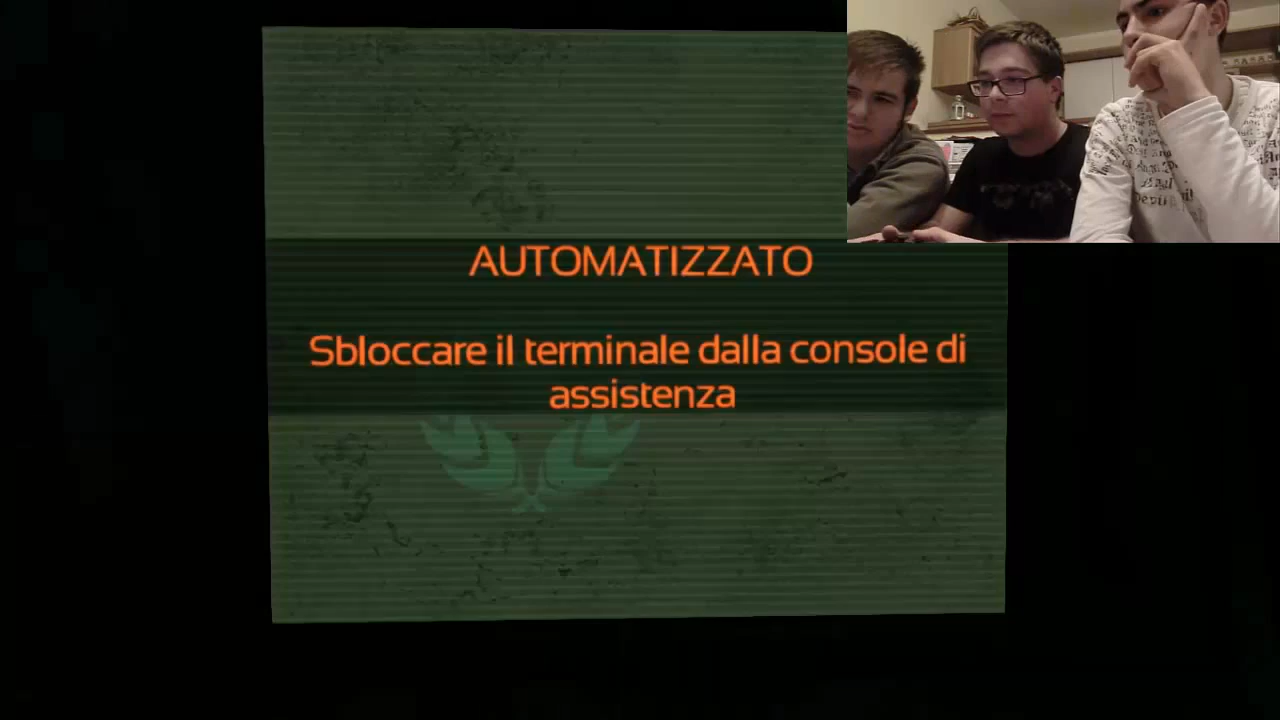 AUTOMATIZZATO
Sbloccare il terminale dalla console di
assistenza